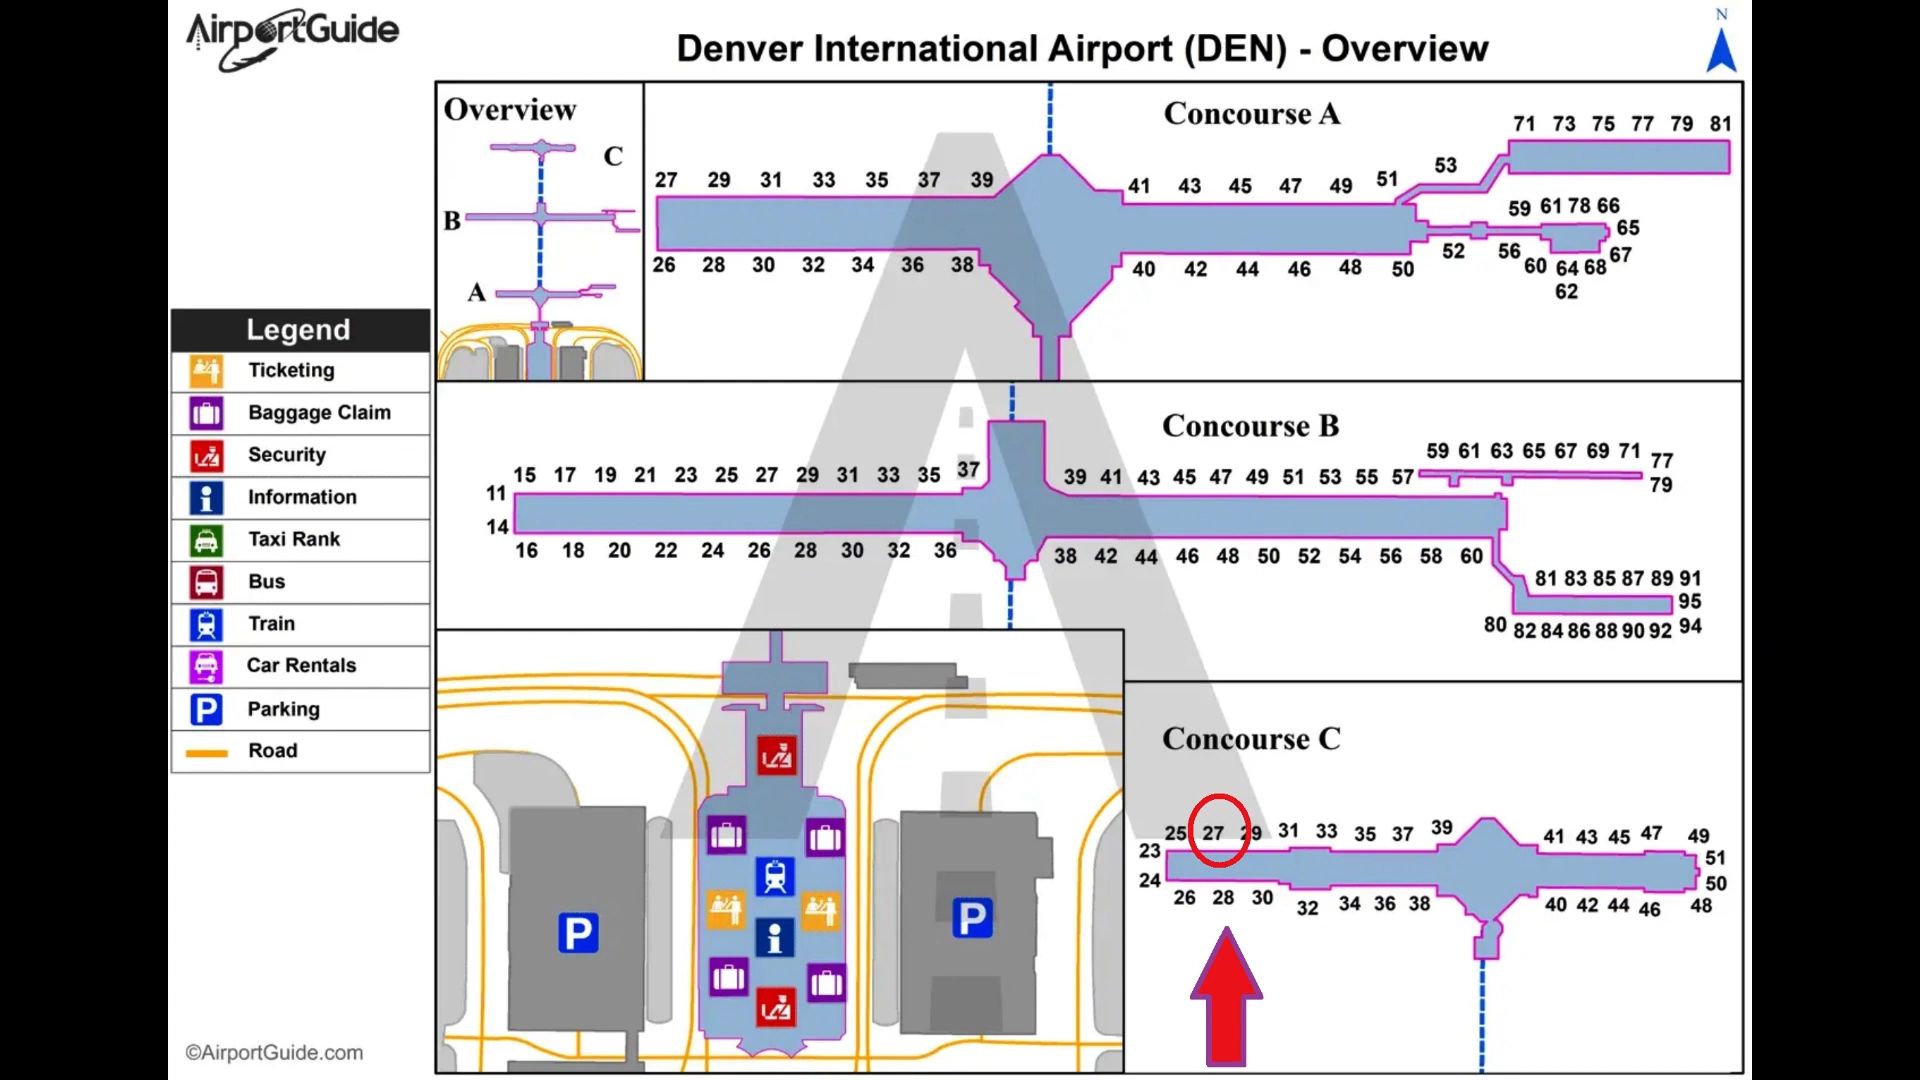 AirportGuide
Denver International Airport (DEN) - Overview
N
Overview
C
B
A
Concourse A
27 29 31 33 35 37 39 41 43 45 47 49 51 53 71 73 75 77 79 81
59 61 78 66
65
67
26 28 30 32 34 36 38 40 42 44 46 48 50 52 56 60 64 68
62
Legend
Ticketing
Baggage Claim
Security
Information
Taxi Rank
Bus
Train
Car Rentals
P Parking
Road
Concourse B
15 17 19 21 23 25 27 29 31 33 35 37 39 41 43 45 47 49 51 53 55 57 59 61 63 65 67 69 71 77
79
11
14
16 18 20 22 24 26 28 30 32 36 38 42 44 46 48 50 52 54 56 58 60
81 83 85 87 89 91
95
80 82 84 86 88 90 92 94
P
P
Concourse C
25 27 29 31 33 35 37 39 41 43 45 47 49
23
51
24
50
26 28 30 32 34 36 38 40 42 44 46 48
©AirportGuide.com